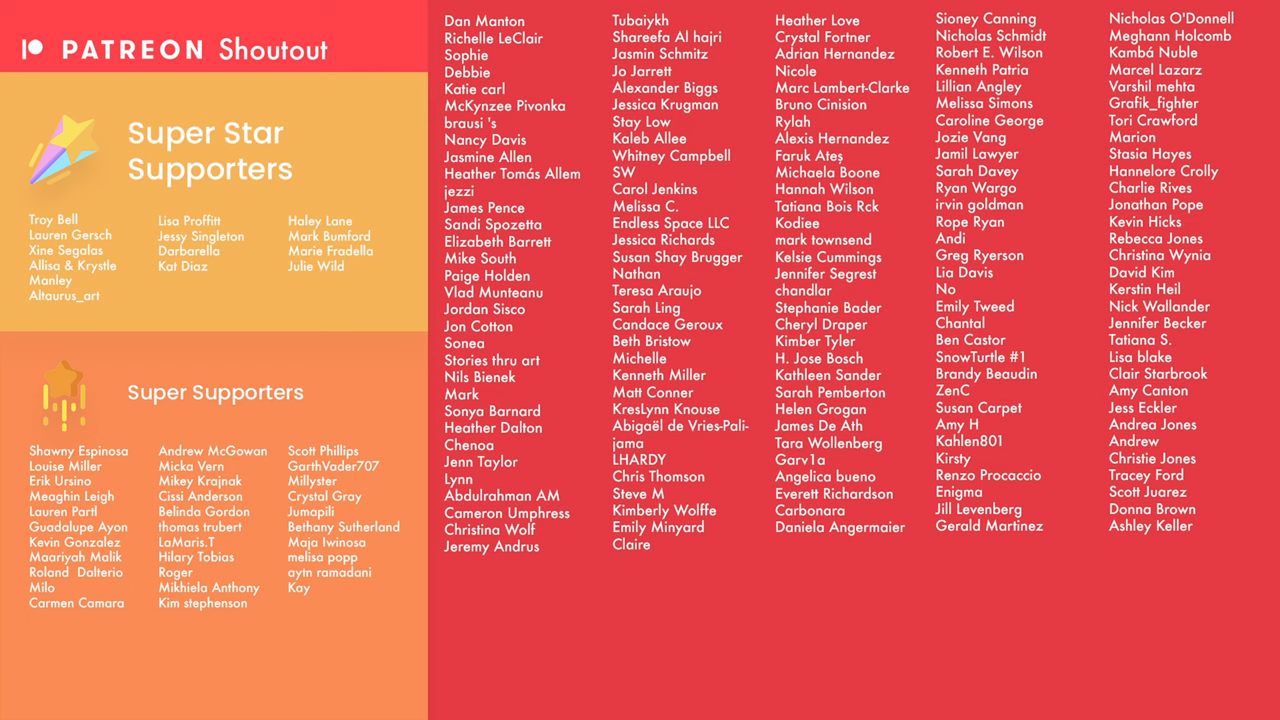 PATREON Shoutout
Super Star
Supporters
Troy Bell
Lauren Gersch
Xine Segalas
Allisa & Krystle
Manley
Altaurus_art
Lisa Proffitt
Jessy Singleton
Darbarella
Kat Diaz
Haley Lane
Mark Bumford
Marie Fradella
Julie Wild
Super Supporters
Shawny Espinosa
Louise Miller
Erik Ursino
Meaghin Leigh
Lauren Partl
Guadalupe Ayon
Kevin Gonzalez
Maariyah Malik
Roland  Dalterio
Milo
Carmen Camara
Andrew McGowan
Micka Vern
Mikey Krajnak
Cissi Anderson
Belinda Gordon
thomas trubert
LaMaris.T
Hilary Tobias
Roger
Mikhiela Anthony
Kim stephenson
Scott Phillips
GarthVader707
Millyster
Crystal Gray
Jumapili
Bethany Sutherland
Maja Iwinosa
melisa popp
aytn ramadani
Kay
Dan Manton
Richelle LeClair
Sophie
Debbie
Katie carl
McKynzee Pivonka
brausi 's
Nancy Davis
Jasmine Allen
Heather Tomás Allem
jezzi
James Pence
Sandi Spozetta
Elizabeth Barrett
Mike South
Paige Holden
Vlad Munteanu
Jordan Sisco
Jon Cotton
Sonea
Stories thru art
Nils Bienek
Mark
Sonya Barnard
Heather Dalton
Chenoa
Jenn Taylor
Lynn
Abdulrahman AM
Cameron Umphress
Christina Wolf
Jeremy Andrus
Tubaiykh
Shareefa Al hajri
Jasmin Schmitz
Jo Jarrett
Alexander Biggs
Jessica Krugman
Stay Low
Kaleb Allee
Whitney Campbell
SW
Carol Jenkins
Melissa C.
Endless Space LLC
Jessica Richards
Susan Shay Brugger
Nathan
Teresa Araujo
Sarah Ling
Candace Geroux
Beth Bristow
Michelle
Kenneth Miller
Matt Conner
KresLynn Knouse
Abigaël de Vries-Pali-
jama
LHARDY
Chris Thomson
Steve M
Kimberly Wolffe
Emily Minyard
Claire
Heather Love
Crystal Fortner
Adrian Hernandez
Nicole
Marc Lambert-Clarke
Bruno Cinision
Rylah
Alexis Hernandez
Faruk Ateş
Michaela Boone
Hannah Wilson
Tatiana Bois Rck
Kodiee
mark townsend
Kelsie Cummings
Jennifer Segrest
chandlar
Stephanie Bader
Cheryl Draper
Kimber Tyler
H. Jose Bosch
Kathleen Sander
Sarah Pemberton
Helen Grogan
James De Ath
Tara Wollenberg
Garv1a
Angelica bueno
Everett Richardson
Carbonara
Daniela Angermaier
Sioney Canning
Nicholas Schmidt
Robert E. Wilson
Kenneth Patria
Lillian Angley
Melissa Simons
Caroline George
Jozie Vang
Jamil Lawyer
Sarah Davey
Ryan Wargo
irvin goldman
Rope Ryan
Andi
Greg Ryerson
Lia Davis
No
Emily Tweed
Chantal
Ben Castor
SnowTurtle #1
Brandy Beaudin
ZenC
Susan Carpet
Amy H
Kahlen801
Kirsty
Renzo Procaccio
Enigma
Jill Levenberg
Gerald Martinez
Nicholas O'Donnell
Meghann Holcomb
Kambá Nuble
Marcel Lazarz
Varshil mehta
Grafik_fighter
Tori Crawford
Marion
Stasia Hayes
Hannelore Crolly
Charlie Rives
Jonathan Pope
Kevin Hicks
Rebecca Jones
Christina Wynia
David Kim
Kerstin Heil
Nick Wallander
Jennifer Becker
Tatiana S.
Lisa blake
Clair Starbrook
Amy Canton
Jess Eckler
Andrea Jones
Andrew
Christie Jones
Tracey Ford
Scott Juarez
Donna Brown
Ashley Keller